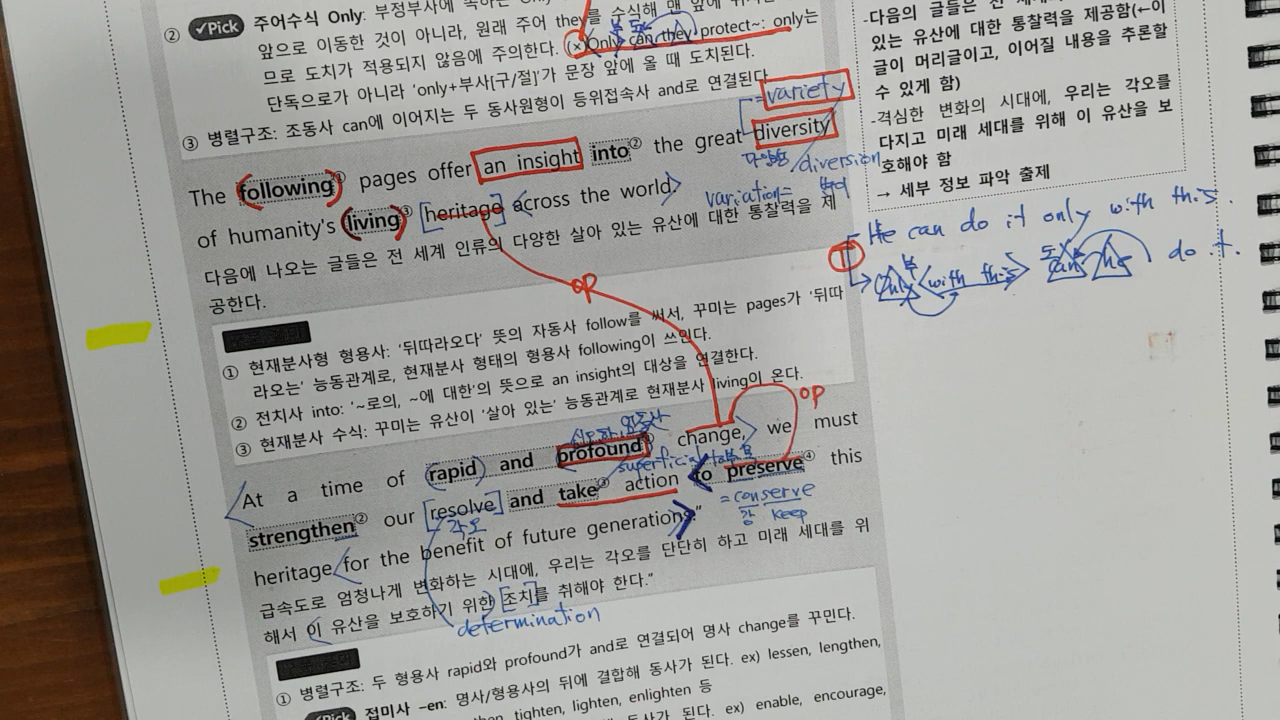 ② ✓Pick 주어수식 Only: 부정부사에 속하는 Only
앞으로 이동한 것이 아니라, 원래 주어 they를 수식해 맨 앞에
므로 도치가 적용되지 않음에 주의한다. (×)Only can they protect~: only는
단독으로가 아니라 'only+부사[구/절]'가 문장 앞에 올 때 도치된다.
③ 병렬구조: 조동사 can에 이어지는 두 동사원형이 등위접속사 and로 연결된다
= variety
The following① pages offer an insight into② the great diversity
다양성 / diversion
variation=
of humanity's living③ heritage across the world
다음에 나오는 글들은 전 세계 인류의 다양한 살아 있는 유산에 대한 통찰력을 제
공한다.
op
① 현재분사형 형용사: '뒤따라오다' 뜻의 자동사 follow를 써서, 꾸미는 pages가 '뒤따
라오는' 능동관계로, 현재분사 형태의 형용사 following이 쓰인다.
② 전치사 into: '~로의, ~에 대한'의 뜻으로 an insight의 대상을 연결한다.
③ 현재분사 수식: 꾸미는 유산이 '살아 있는' 능동관계로 현재분사 living이 온다.
op
At a time of rapid and profound① change, we must
superficial
strengthen② our resolve and take③ action to preserve④ this
각오
= conserve
강 keep
heritage for the benefit of future generations"
급속도로 엄청나게 변화하는 시대에, 우리는 각오를 단단히 하고 미래 세대를 위
해서 이 유산을 보호하기 위한 조치를 취해야 한다."
determination
① 병렬구조: 두 형용사 rapid와 profound가 and로 연결되어 명사 change를 꾸민다.
✓Pick 접미사 –en: 명사/형용사의 뒤에 결합해 동사가 된다. ex) lessen, lengthen,
tighten, lighten, enlighten 등
동사가 된다. ex) enable, encourage,
-다음의 글들은 전 세계
있는 유산에 대한 통찰력을 제공함(←이
글이 머리글이고, 이어질 내용을 추론할
수 있게 함)
-격심한 변화의 시대에, 우리는 각오를
다지고 미래 세대를 위해 이 유산을 보
호해야 함
→ 세부 정보 파악 출제
He can do it only with this.
Only with this can he do it.